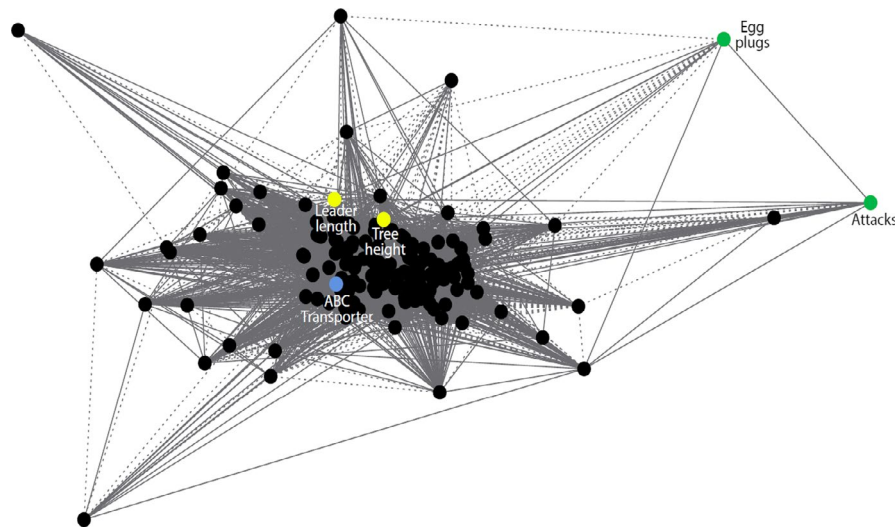 Egg
plugs
Attacks
Leader
length
Tree
height
ABC
Transporter